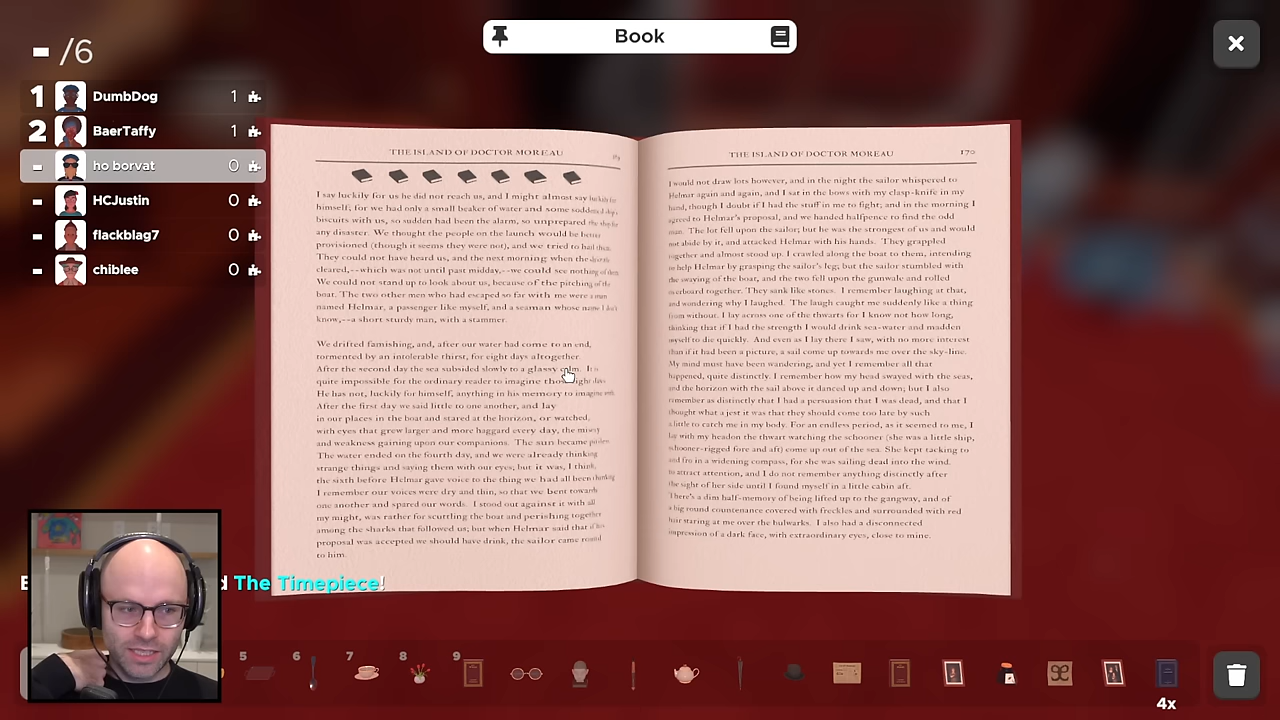 - /6
Book
1 DumbDog 1
2 BaerTaffy 1
- ho borvat 0
- HCJustin 0
- flackblag7 0
- chiblee 0
THE ISLAND OF DOCTOR MOREAU
I say luckily for us he did not reach us, and I might almost say luckily for
himself; for we had only a small beaker of water and some soddened ship's
biscuits with us, so sudden had been the alarm, so unprepared the ship for
any disaster. We thought the people on the launch would be better
provisioned (though it seems they were not), and we tried to hail them.
They could not have heard us, and the next morning when the drizzle
cleared,--which was not until past midday,--we could see nothing of them.
We could not stand up to look about us, because of the pitching of the
boat. The two other men who had escaped so far with me were a man
named Helmar, a passenger like myself, and a seaman whose name I don't
know,--a short sturdy man, with a stammer.
We drifted famishing, and, after our water had come to an end,
tormented by an intolerable thirst, for eight days altogether.
After the second day the sea subsided slowly to a glassy calm. It is
quite impossible for the ordinary reader to imagine those eight days
He has not, luckily for himself, anything in his memory to imagine with.
After the first day we said little to one another, and lay
in our places in the boat and stared at the horizon, or watched,
with eyes that grew larger and more haggard every day, the misery
and weakness gaining upon our companions. The sun became pitiless
The water ended on the fourth day, and we were already thinking
strange things and saying them with our eyes; but it was, I think,
the sixth before Helmar gave voice to the thing we had all been thinking
I remember our voices were dry and thin, so that we bent towards
one another and spared our words. I stood out against it with all
my might, was rather for scuttling the boat and perishing together
among the sharks that followed us; but when Helmar said that if his
proposal was accepted we should have drink, the sailor came round
to him.
THE ISLAND OF DOCTOR MOREAU 170
I would not draw lots however, and in the night the sailor whispered to
Helmar again and again, and I sat in the bows with my clasp-knife in my
hand, though I doubt if I had the stuff in me to fight; and in the morning I
agreed to Helmar's proposal, and we handed halfpence to find the odd
man. The lot fell upon the sailor; but he was the strongest of us and would
not abide by it, and attacked Helmar with his hands. They grappled
together and almost stood up. I crawled along the boat to them, intending
to help Helmar by grasping the sailor's leg; but the sailor stumbled with
the swaying of the boat, and the two fell upon the gunwale and rolled
overboard together. They sank like stones. I remember laughing at that,
and wondering why I laughed. The laugh caught me suddenly like a thing
from without. I lay across one of the thwarts for I know not how long,
thinking that if I had the strength I would drink sea-water and madden
myself to die quickly. And even as I lay there I saw, with no more interest
than if it had been a picture, a sail come up towards me over the sky-line.
My mind must have been wandering, and yet I remember all that
happened, quite distinctly. I remember how my head swayed with the seas,
and the horizon with the sail above it danced up and down; but I also
remember as distinctly that I had a persuasion that I was dead, and that I
thought what a jest it was that they should come too late by such
a little to catch me in my body. For an endless period, as it seemed to me, I
lay with my head on the thwart watching the schooner (she was a little ship,
schooner-rigged fore and aft) come up out of the sea. She kept tacking to
and fro in a widening compass, for she was sailing dead into the wind.
to attract attention, and I do not remember anything distinctly after
the sight of her side until I found myself in a little cabin aft.
There's a dim half-memory of being lifted up to the gangway, and of
a big round countenance covered with freckles and surrounded with red
hair staring at me over the bulwarks. I also had a disconnected
impression of a dark face, with extraordinary eyes, close to mine.
The Timepiece!
5 6 7 8 9
4x